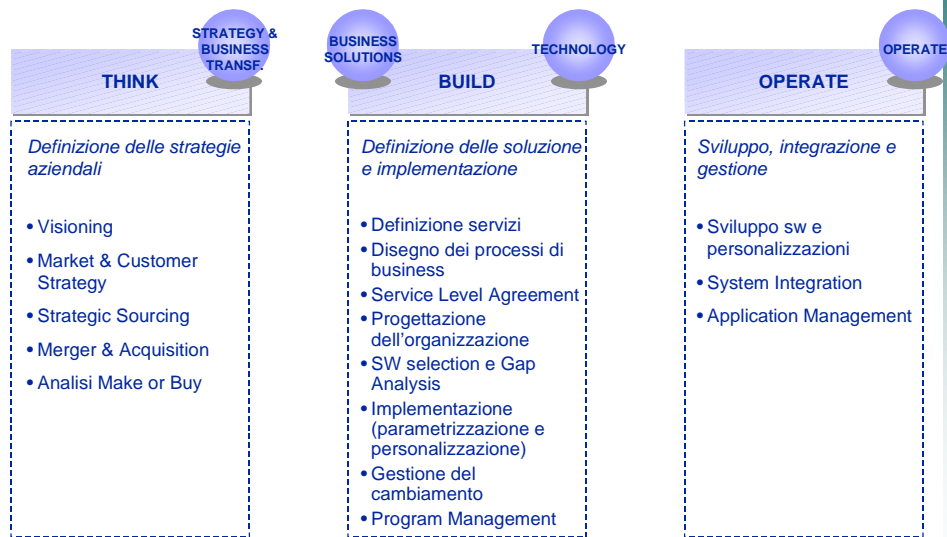 STRATEGY &
BUSINESS
TRANSF.
THINK
Definizione delle strategie
aziendali
• Visioning
• Market & Customer
Strategy
• Strategic Sourcing
• Merger & Acquisition
• Analisi Make or Buy
BUSINESS
SOLUTIONS
TECHNOLOGY
BUILD
Definizione delle soluzione
e implementazione
• Definizione servizi
• Disegno dei processi di
business
• Service Level Agreement
• Progettazione
dell’organizzazione
• SW selection e Gap
Analysis
• Implementazione
(parametrizzazione e
personalizzazione)
• Gestione del
cambiamento
• Program Management
OPERATE
OPERATE
Sviluppo, integrazione e
gestione
• Sviluppo sw e
personalizzazioni
• System Integration
• Application Management